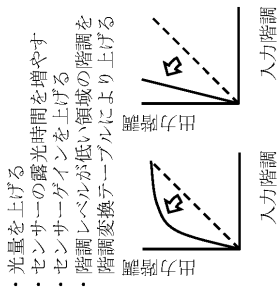 ・光量を上げる
・センサーの露光時間を増やす
・センサーゲインを上げる
・階調レベルが低い領域の階調を
階調変換テーブルにより上げる
出力階調
入力階調
出力階調
入力階調